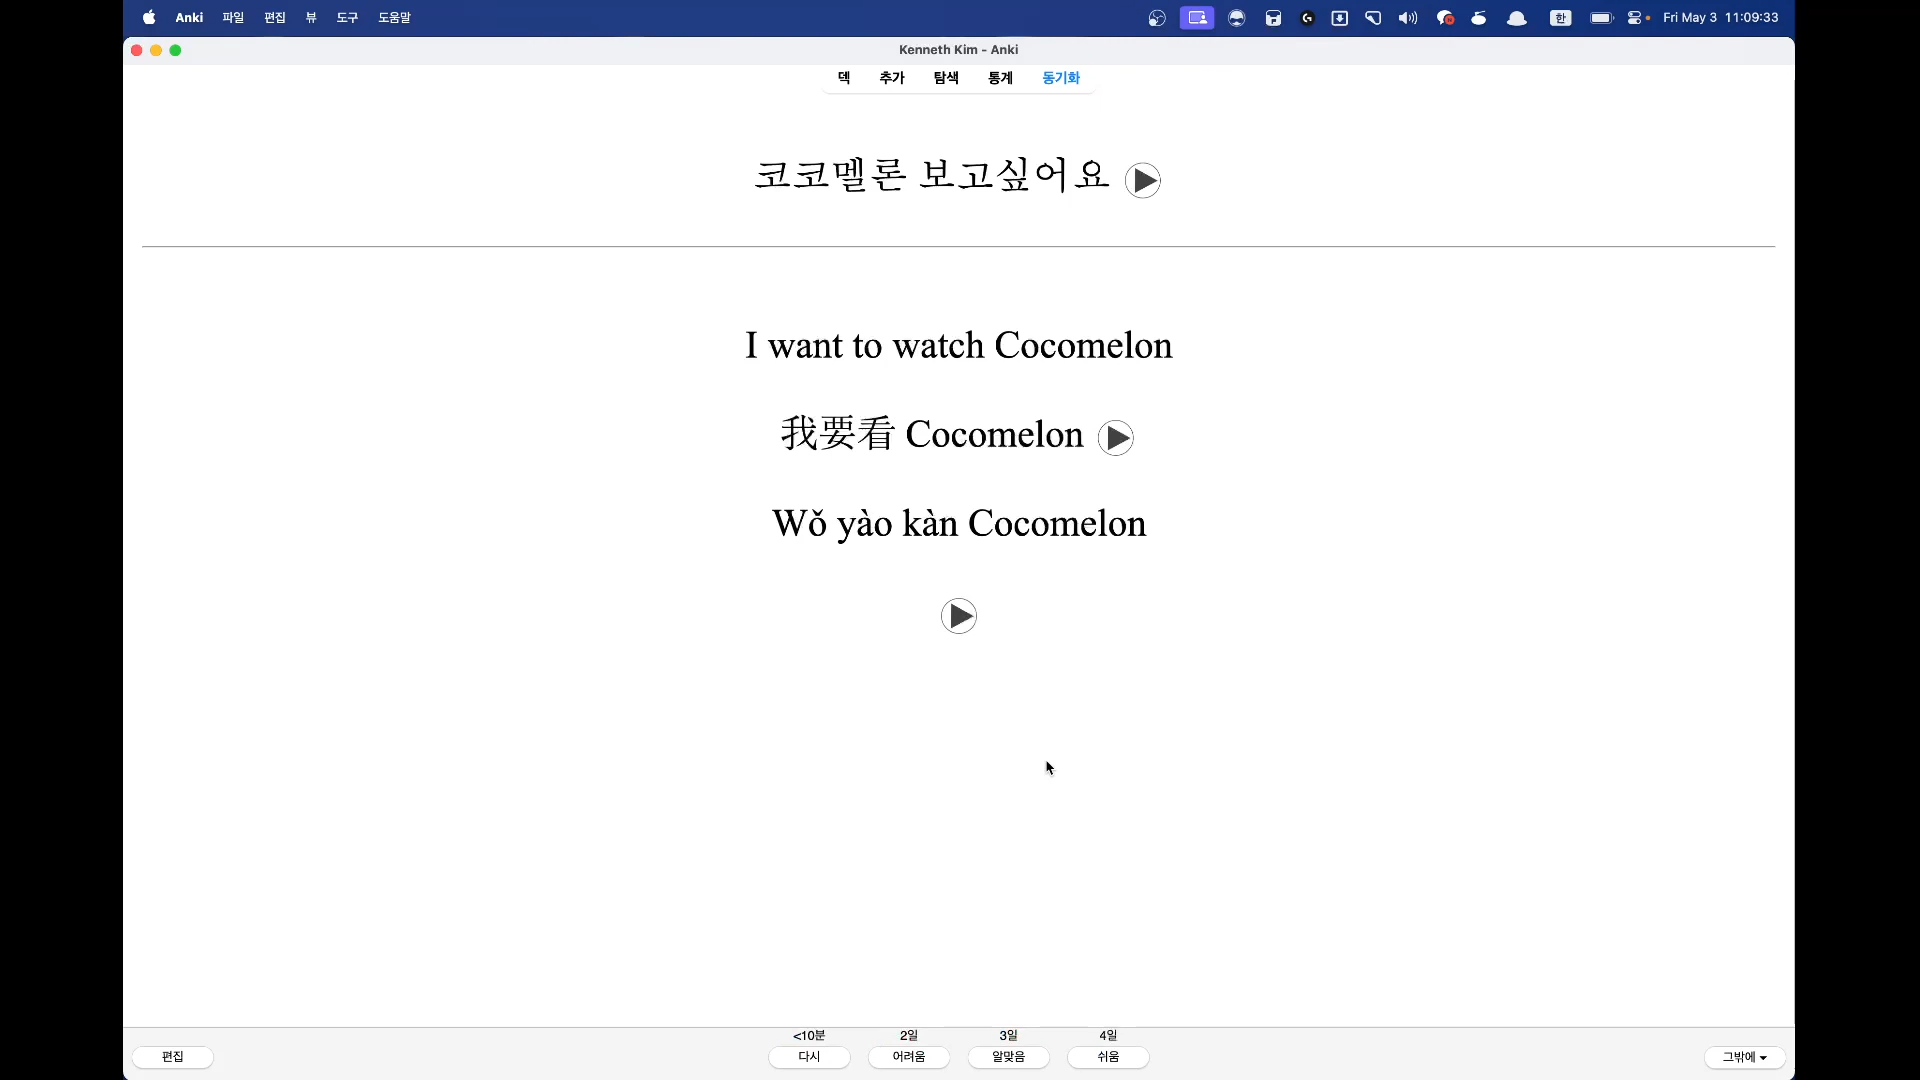 Anki 파일 편집 뷰 도구 도움말 한 Fri May 3 11:09:33
Kenneth Kim - Anki
덱 추가 탐색 통계 동기화
코코멜론 보고싶어요
I want to watch Cocomelon
我要看 Cocomelon
Wǒ yào kàn Cocomelon
<10분 2일 3일 4일
편집 다시 어려움 알맞음 쉬움 그밖에